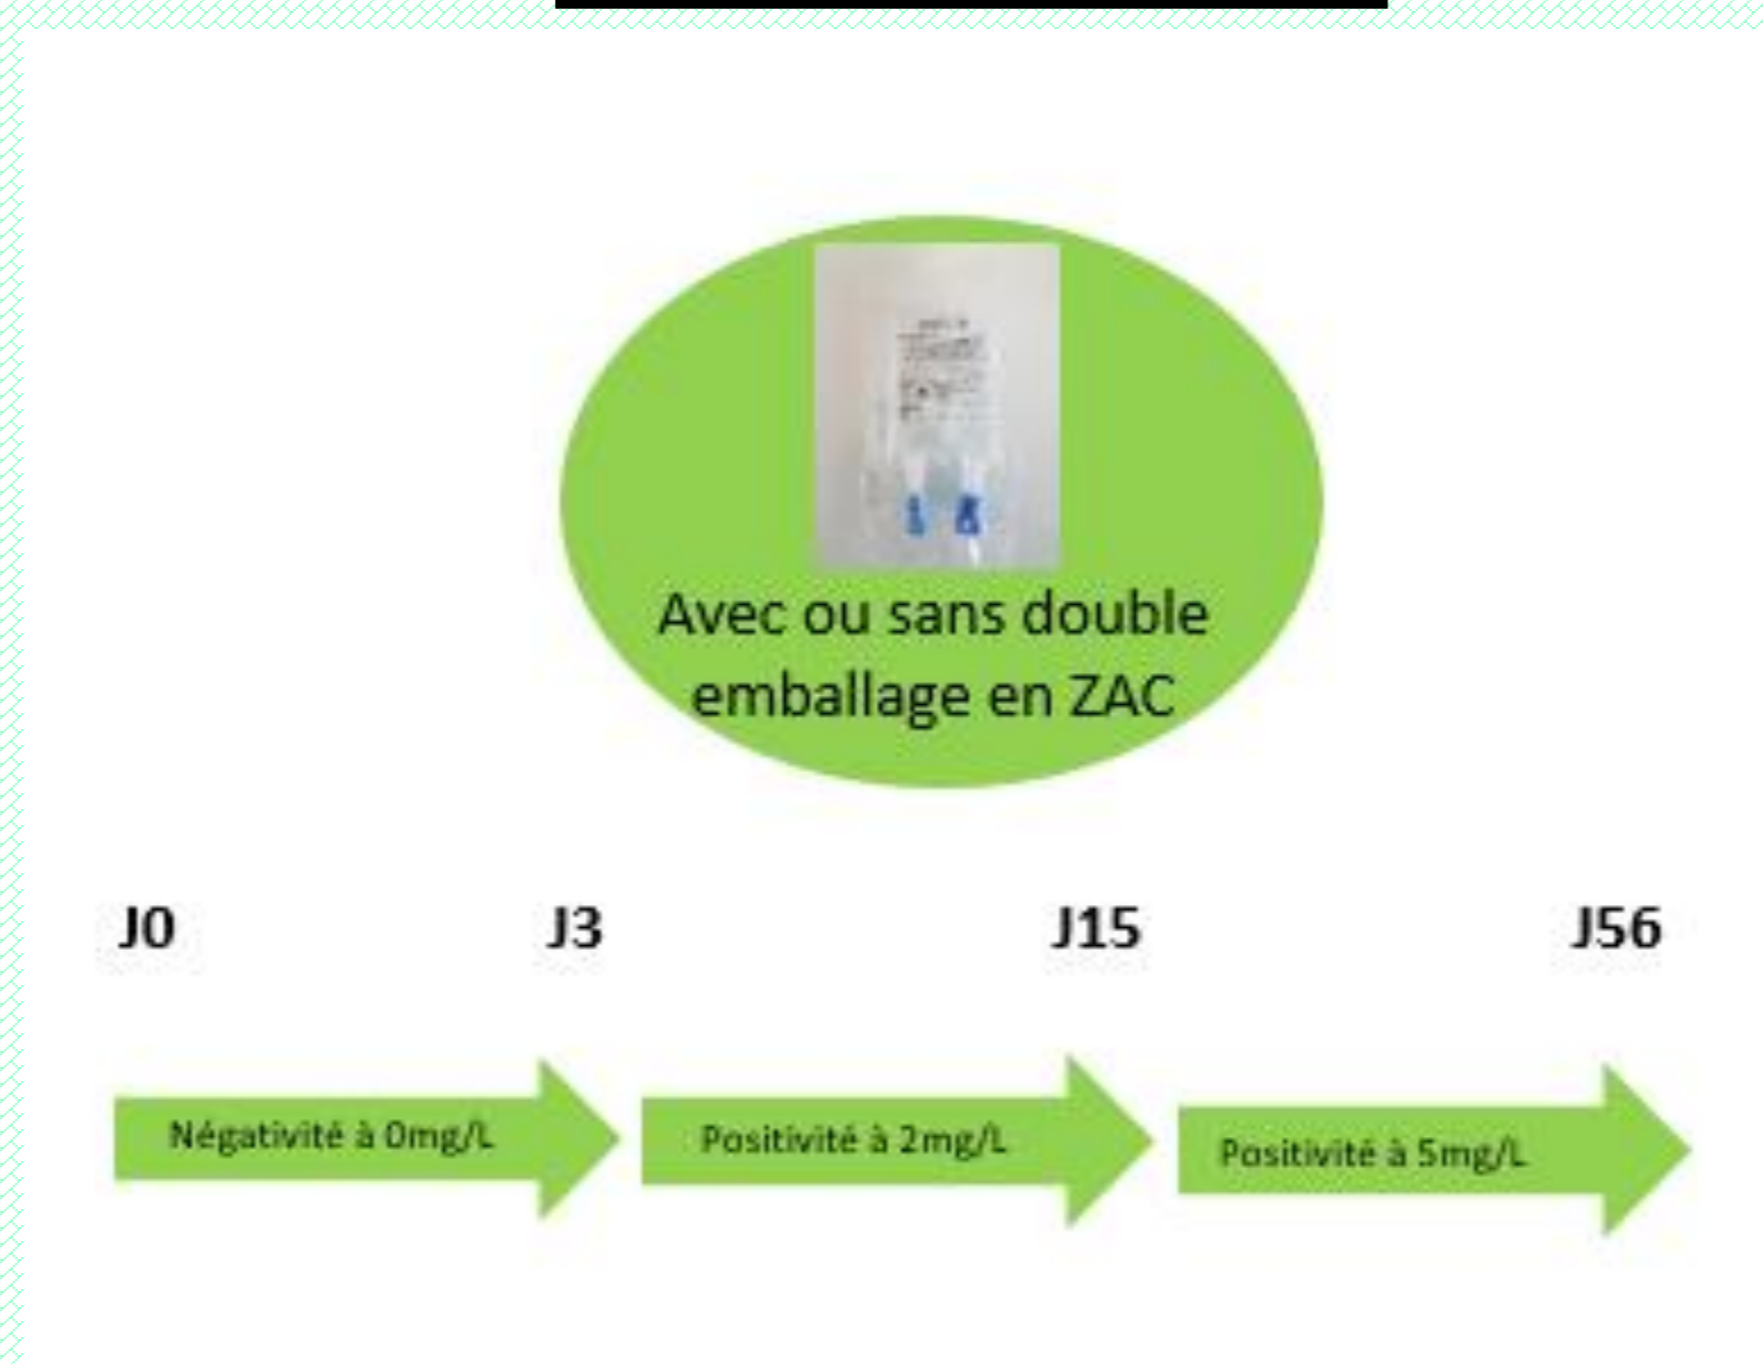 Avec ou sans double
emballage en ZAC
J0 J3 J15 J56
Négativité à 0mg/L Positivité à 2mg/L Positivité à 5mg/L